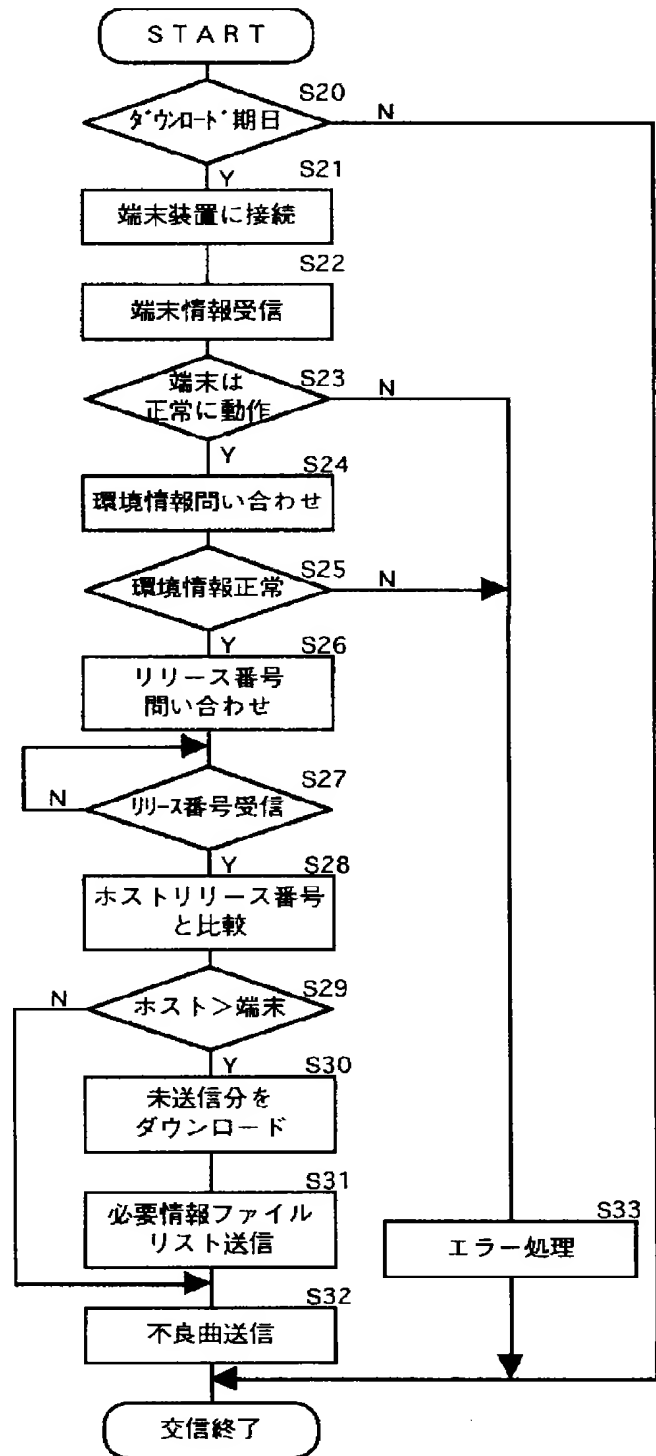 START
S20
ダウンロード期日
N
Y
S21
端末装置に接続
S22
端末情報受信
S23
端末は
正常に動作
N
Y
S24
環境情報問い合わせ
S25
環境情報正常
N
Y
S26
リリース番号
問い合わせ
S27
N
リリース番号受信
Y
S28
ホストリリース番号
と比較
S29
N
ホスト＞端末
Y
S30
未送信分を
ダウンロード
S31
必要情報ファイル
リスト送信
S33
エラー処理
S32
不良曲送信
交信終了